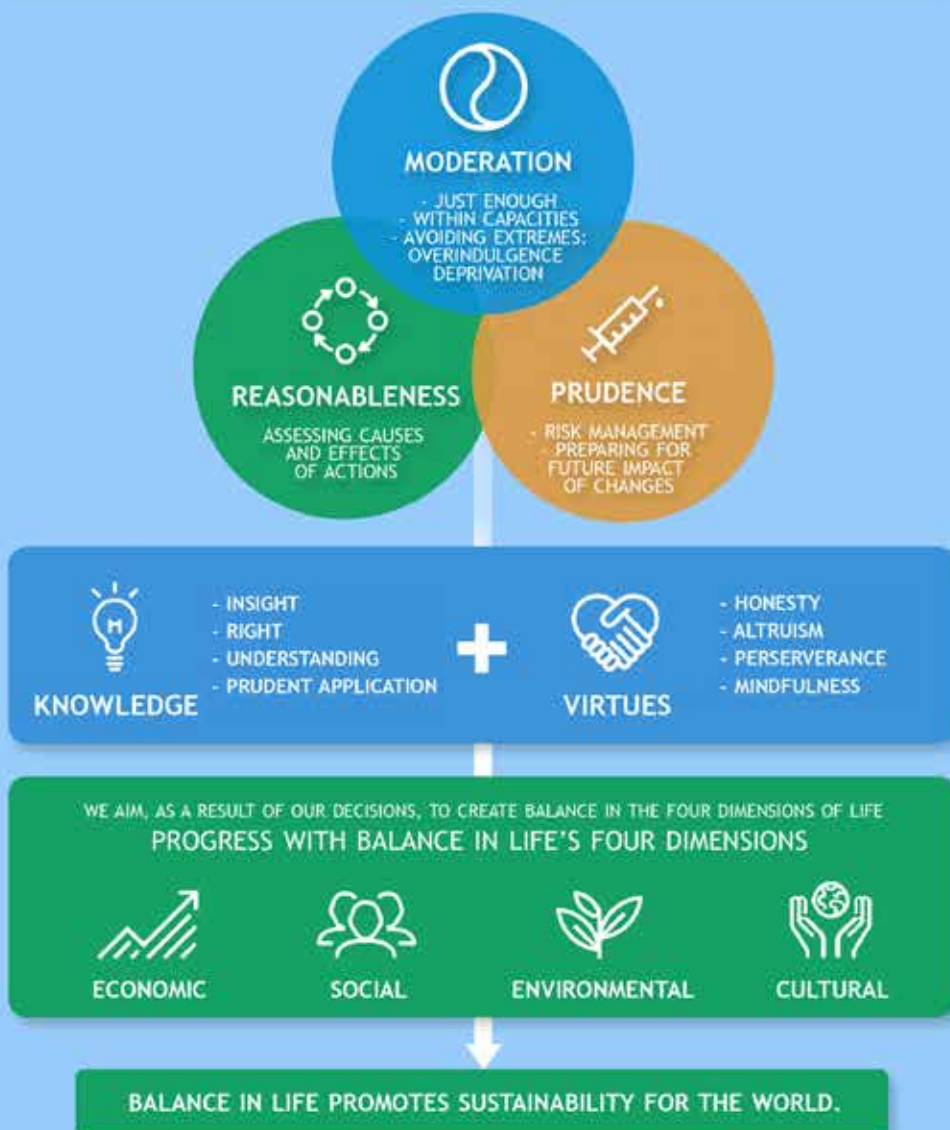 MODERATION
- JUST ENOUGH
- WITHIN CAPACITIES
- AVOIDING EXTREMES:
OVERINDULGENCE
DEPRIVATION
REASONABLENESS
ASSESSING CAUSES
AND EFFECTS
OF ACTIONS
PRUDENCE
- RISK MANAGEMENT
- PREPARING FOR
FUTURE IMPACT
OF CHANGES
KNOWLEDGE
- INSIGHT
- RIGHT
- UNDERSTANDING
- PRUDENT APPLICATION
VIRTUES
- HONESTY
- ALTRUISM
- PERSERVERANCE
- MINDFULNESS
WE AIM, AS A RESULT OF OUR DECISIONS, TO CREATE BALANCE IN THE FOUR DIMENSIONS OF LIFE
PROGRESS WITH BALANCE IN LIFE'S FOUR DIMENSIONS
ECONOMIC
SOCIAL
ENVIRONMENTAL
CULTURAL
BALANCE IN LIFE PROMOTES SUSTAINABILITY FOR THE WORLD.